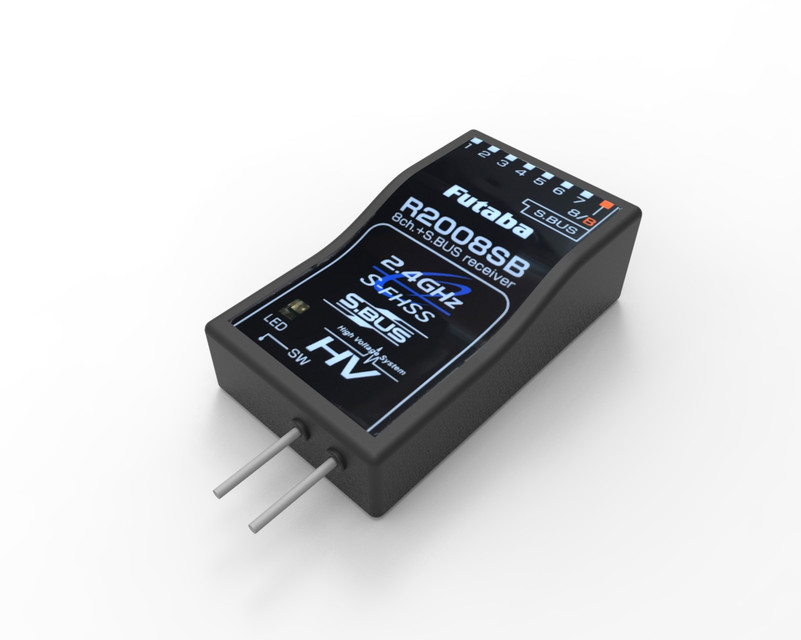 1 2 3 4 5 6 7 8/B
S.BUS
Futaba
R2008SB
8ch.+S.BUS receiver
2.4GHz
S-FHSS
S.BUS
High Voltage System
HV
LED
SW